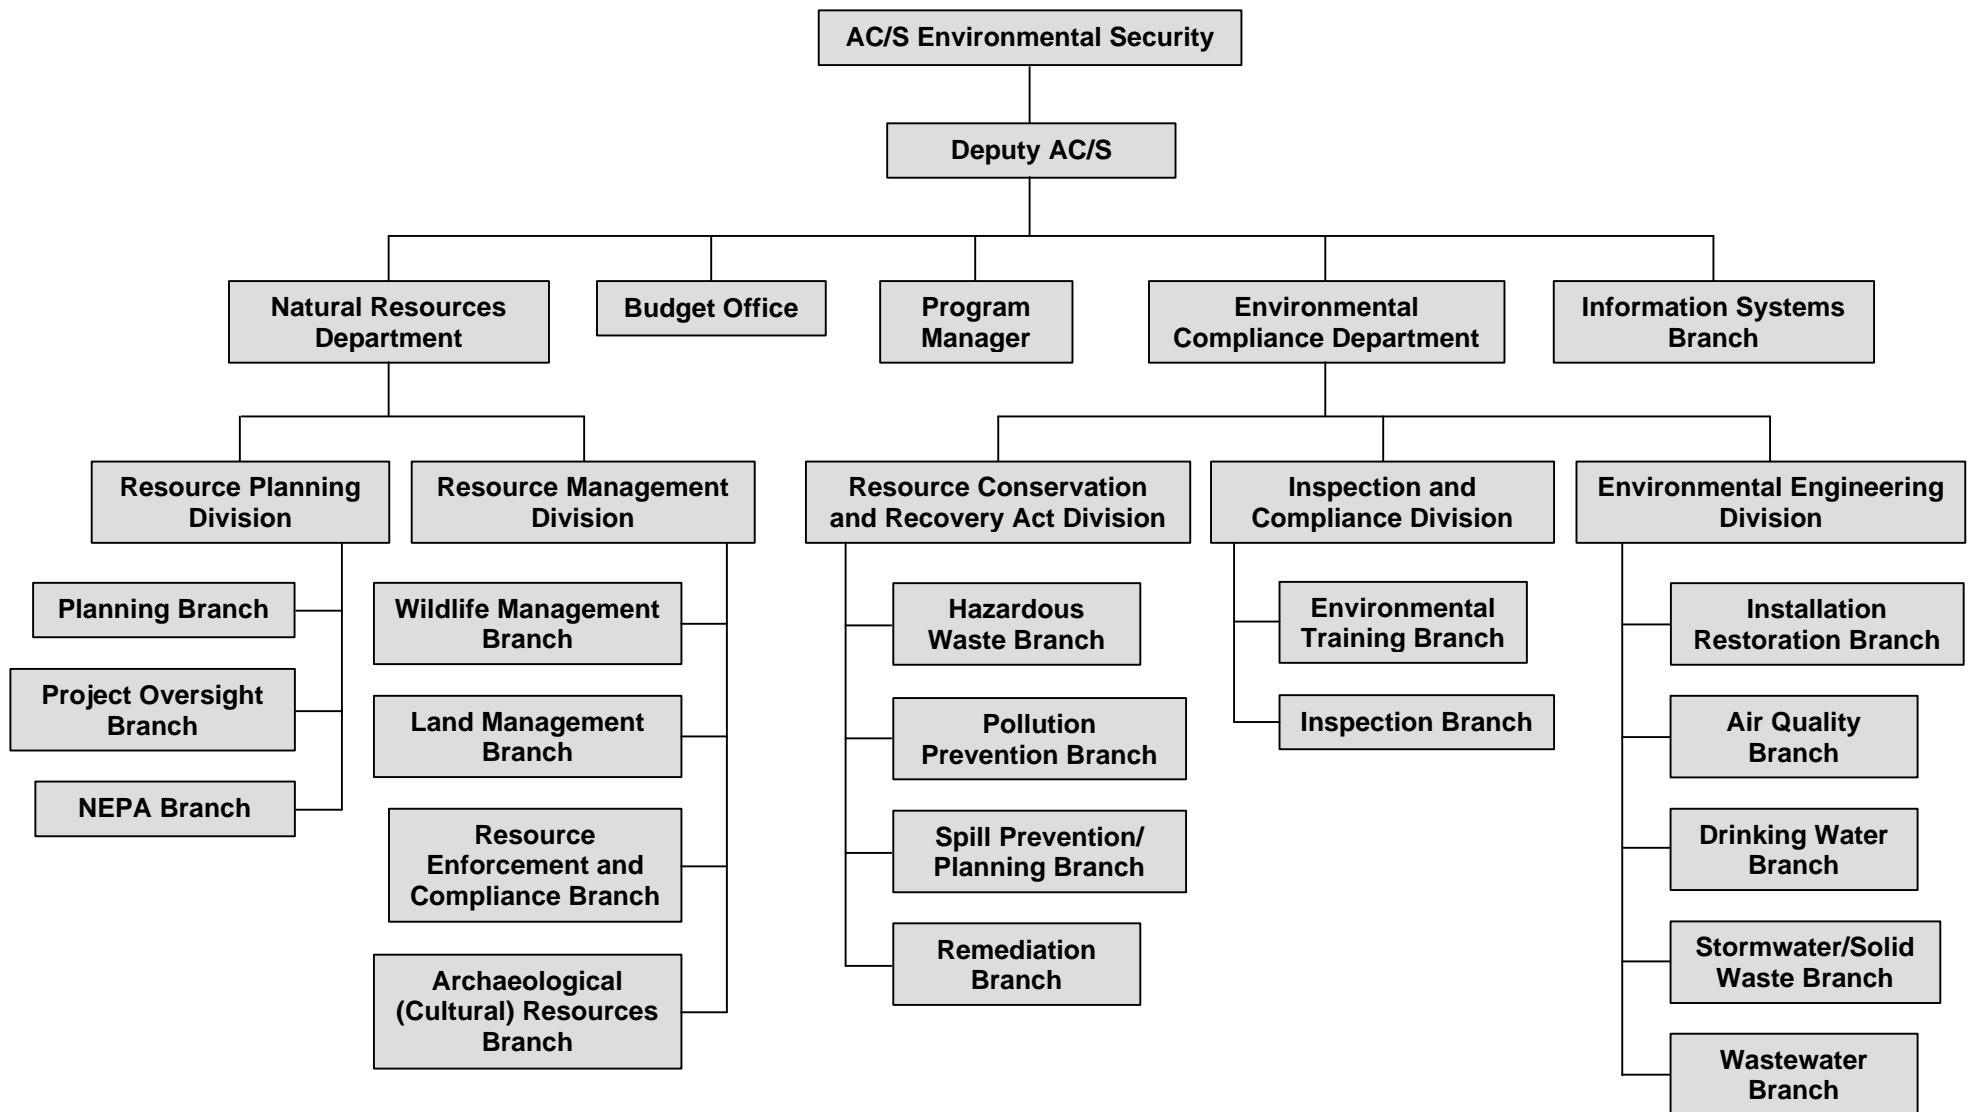 AC/S Environmental Security
Deputy AC/S
Natural Resources
Department
Budget Office
Program
Manager
Environmental
Compliance Department
Information Systems
Branch
Resource Planning
Division
Resource Management
Division
Resource Conservation
and Recovery Act Division
Inspection and
Compliance Division
Environmental Engineering
Division
Planning Branch
Project Oversight
Branch
NEPA Branch
Wildlife Management
Branch
Land Management
Branch
Resource
Enforcement and
Compliance Branch
Archaeological
(Cultural) Resources
Branch
Hazardous
Waste Branch
Pollution
Prevention Branch
Spill Prevention/
Planning Branch
Remediation
Branch
Environmental
Training Branch
Inspection Branch
Installation
Restoration Branch
Air Quality
Branch
Drinking Water
Branch
Stormwater/Solid
Waste Branch
Wastewater
Branch